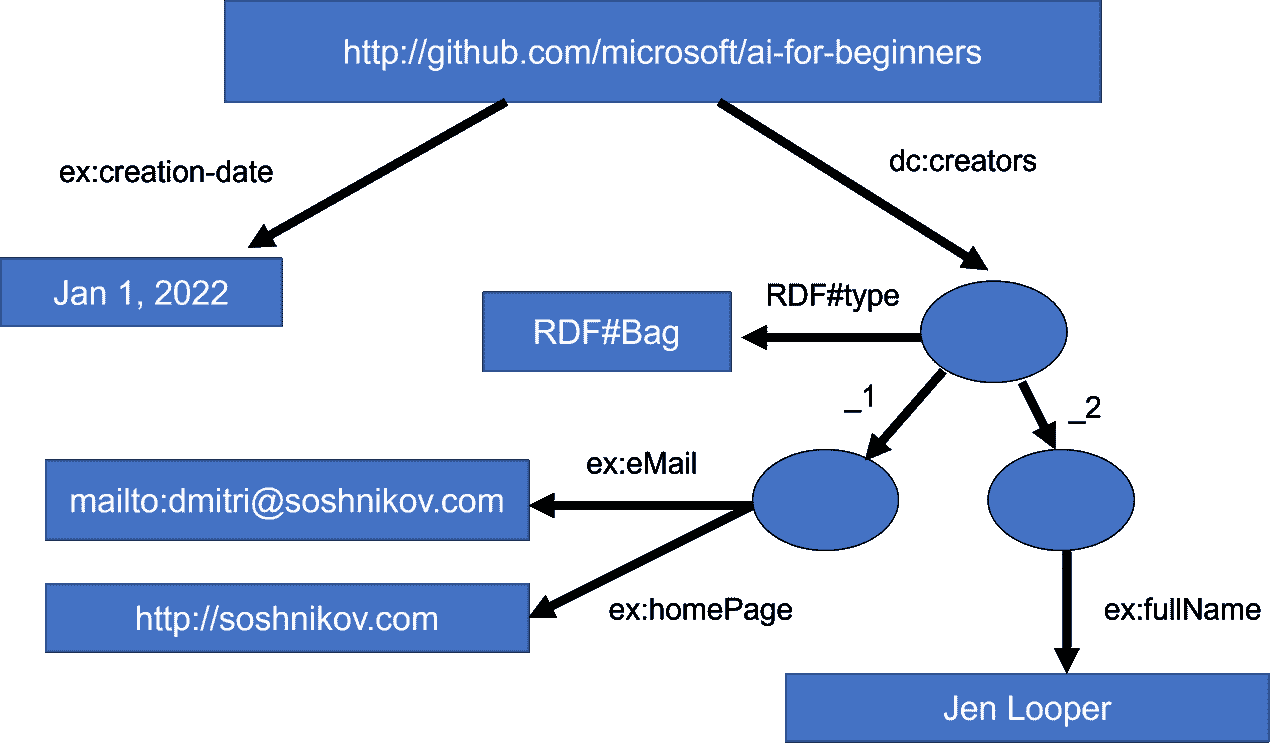 http://github.com/microsoft/ai-for-beginners
ex:creation-date
dc:creators
Jan 1, 2022
RDF#type
RDF#Bag
_1
_2
ex:eMail
mailto:dmitri@soshnikov.com
http://soshnikov.com
ex:homePage
ex:fullName
Jen Looper